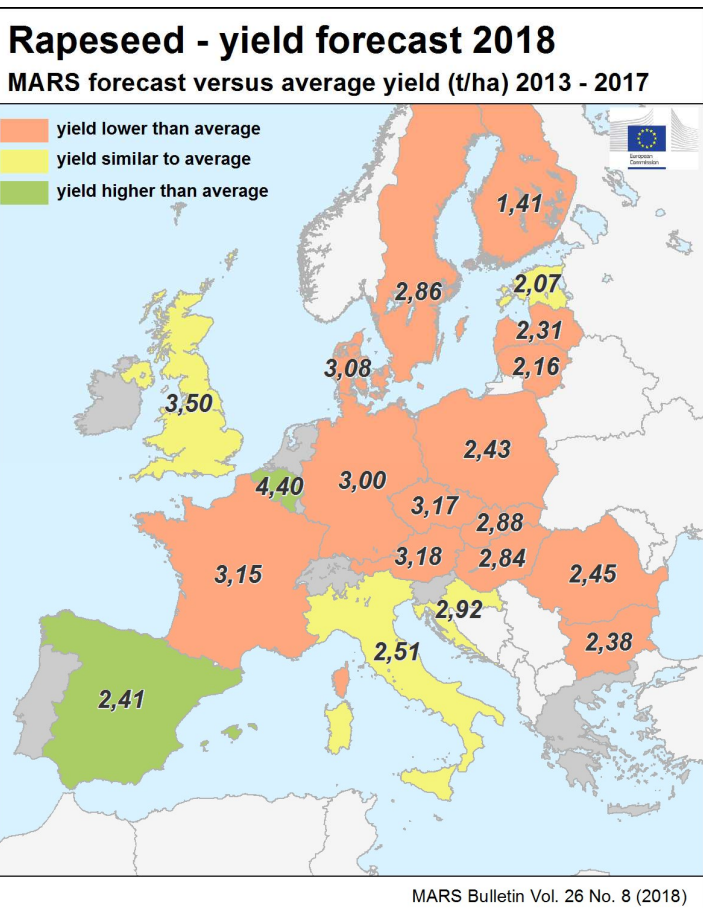 Rapeseed - yield forecast 2018
MARS forecast versus average yield (t/ha) 2013 - 2017
yield lower than average
yield similar to average
yield higher than average
European
Commission
1,41
2,86
2,07
2,31
2,16
3,08
3,50
2,43
3,00
4,40
3,17
2,88
3,18
2,84
3,15
2,45
2,92
2,38
2,51
2,41
MARS Bulletin Vol. 26 No. 8 (2018)